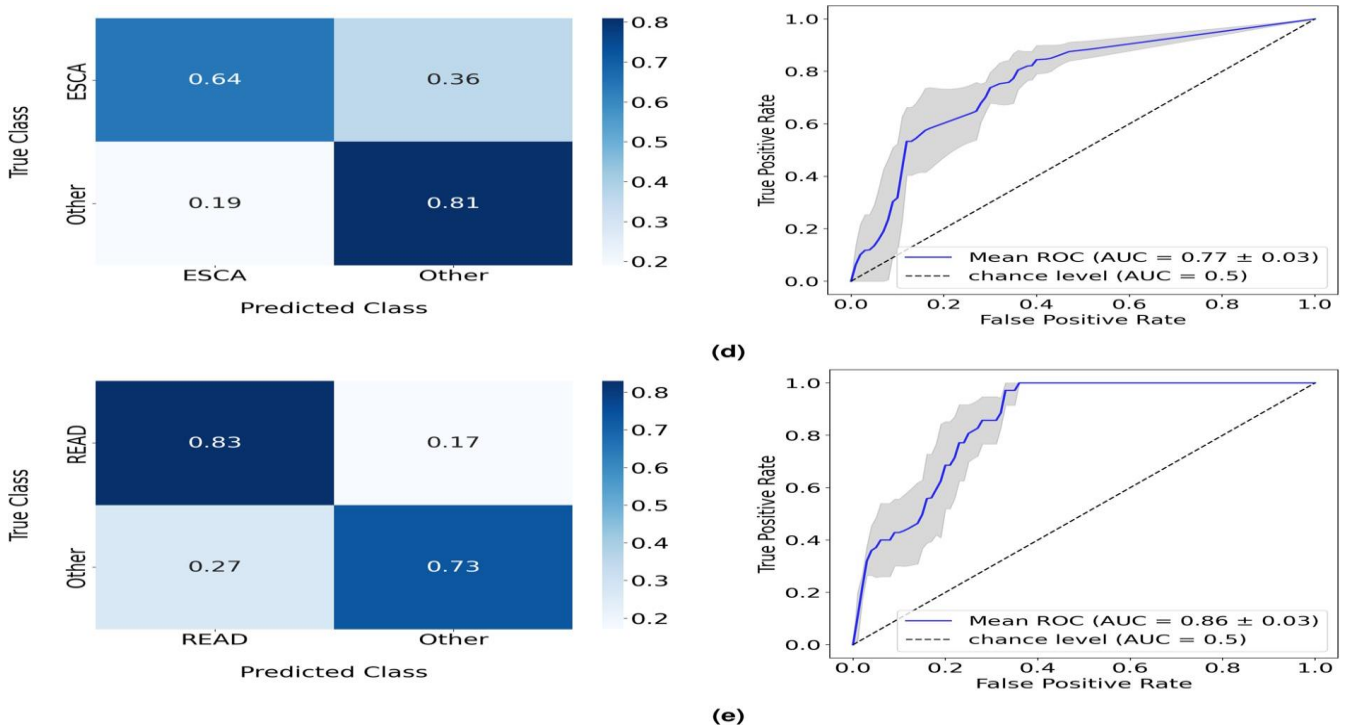 True Class
ESCA
Other
0.64
0.36
0.19
0.81
ESCA
Other
Predicted Class
0.8
0.7
0.6
0.5
0.4
0.3
0.2
True Positive Rate
1.0
0.8
0.6
0.4
0.2
0.0
Mean ROC (AUC = 0.77 ± 0.03)
chance level (AUC = 0.5)
0.0
0.2
0.4
0.6
0.8
1.0
False Positive Rate
(d)
True Class
READ
Other
0.83
0.17
0.27
0.73
READ
Other
Predicted Class
0.8
0.7
0.6
0.5
0.4
0.3
0.2
True Positive Rate
1.0
0.8
0.6
0.4
0.2
0.0
Mean ROC (AUC = 0.86 ± 0.03)
chance level (AUC = 0.5)
0.0
0.2
0.4
0.6
0.8
1.0
False Positive Rate
(e)